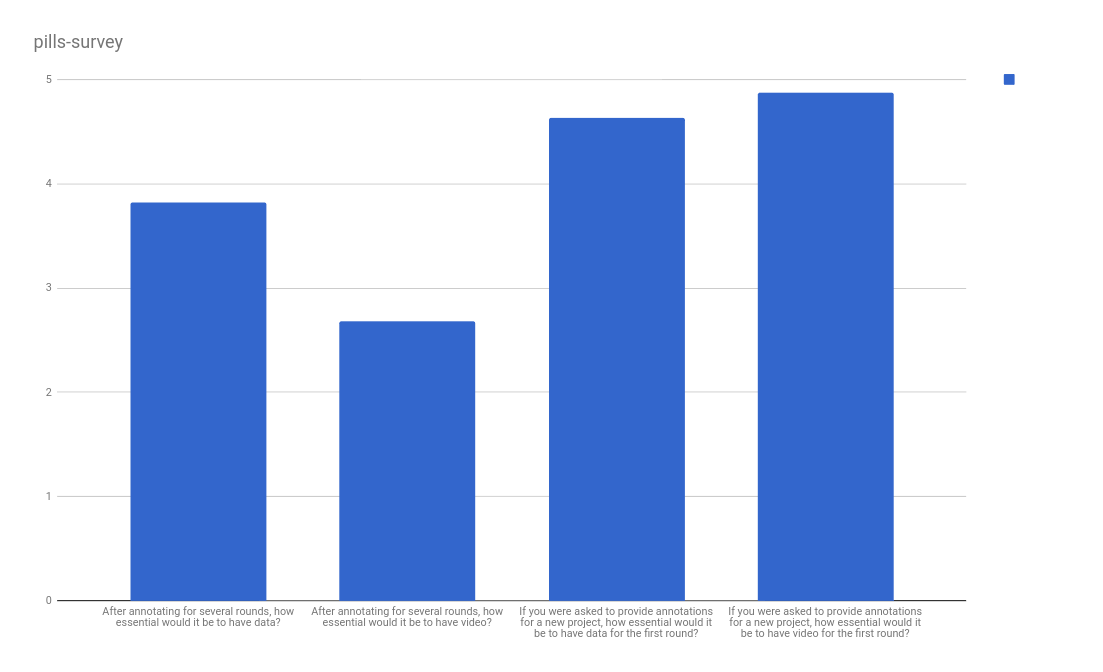 pills-survey
5
4
3
2
1
0
After annotating for several rounds, how
essential would it be to have data?
After annotating for several rounds, how
essential would it be to have video?
If you were asked to provide annotations
for a new project, how essential would it
be to have data for the first round?
If you were asked to provide annotations
for a new project, how essential would it
be to have video for the first round?